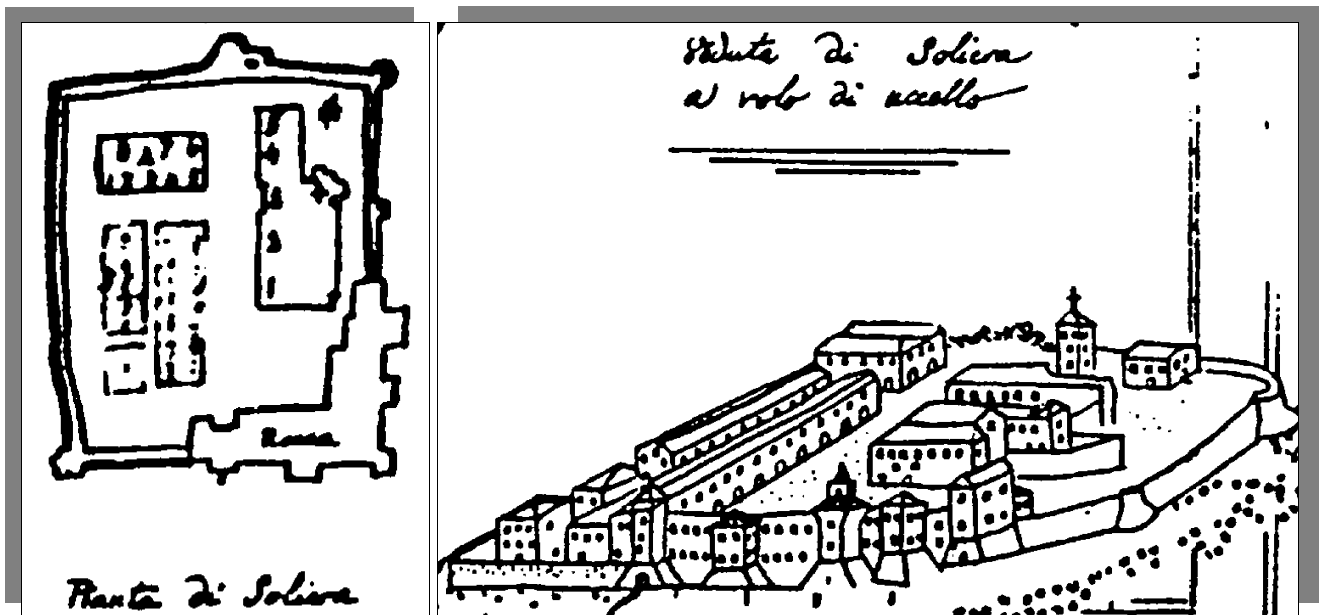 Rocca
Pianta di Soliera
Veduta di Soliera
a volo di uccello